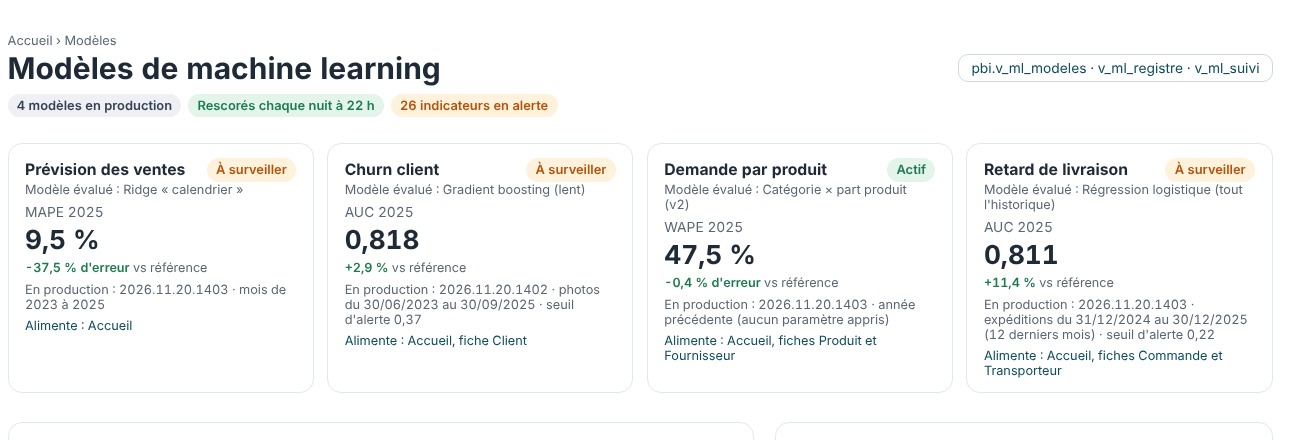 Accueil › Modèles
Modèles de machine learning
pbi.v_ml_modeles · v_ml_registre · v_ml_suivi
4 modèles en production
Rescorés chaque nuit à 22 h
26 indicateurs en alerte
Prévision des ventes
À surveiller
Modèle évalué : Ridge « calendrier »
MAPE 2025
9,5 %
-37,5 % d'erreur vs référence
En production : 2026.11.20.1403 · mois de
2023 à 2025
Alimente : Accueil
Churn client
À surveiller
Modèle évalué : Gradient boosting (lent)
AUC 2025
0,818
+2,9 % vs référence
En production : 2026.11.20.1402 · photos
du 30/06/2023 au 30/09/2025 · seuil
d'alerte 0,37
Alimente : Accueil, fiche Client
Demande par produit
Actif
Modèle évalué : Catégorie × part produit
(v2)
WAPE 2025
47,5 %
-0,4 % d'erreur vs référence
En production : 2026.11.20.1403 · année
précédente (aucun paramètre appris)
Alimente : Accueil, fiches Produit et
Fournisseur
Retard de livraison
À surveiller
Modèle évalué : Régression logistique (tout
l'historique)
AUC 2025
0,811
+11,4 % vs référence
En production : 2026.11.20.1403 ·
expéditions du 31/12/2024 au 30/12/2025
(12 derniers mois) · seuil d'alerte 0,22
Alimente : Accueil, fiches Commande et
Transporteur